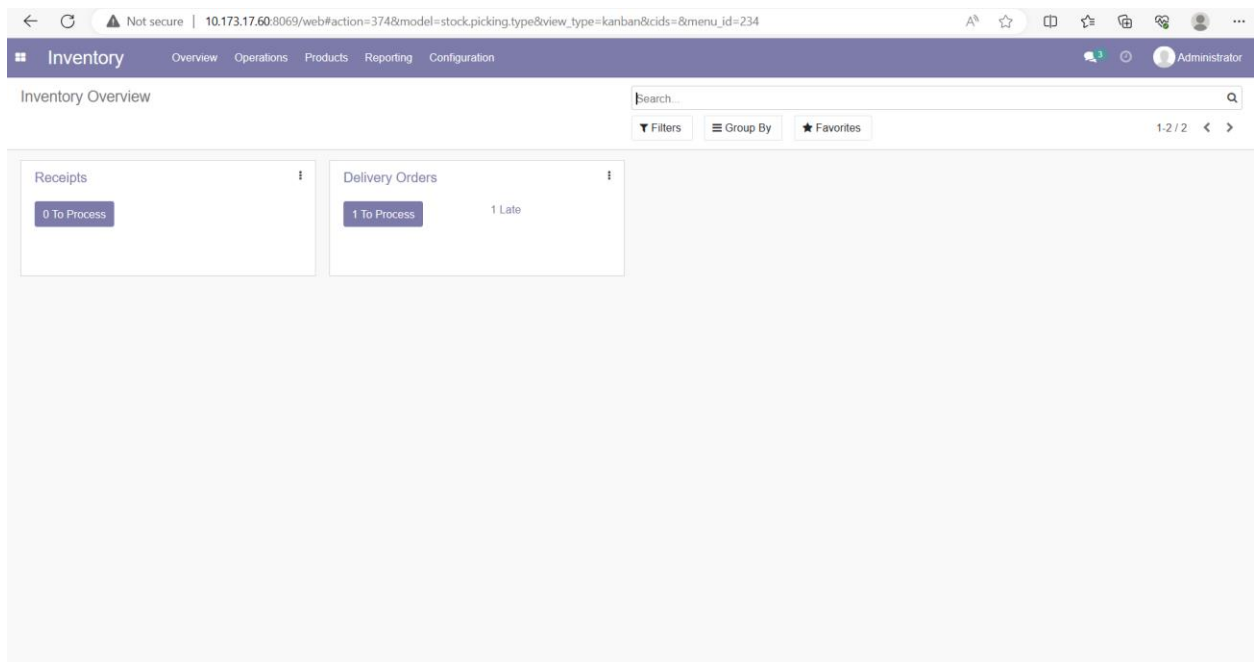 Not secure | 10.173.17.60:8069/web#action=374&model=stock.picking.type&view_type=kanban&cids=&menu_id=234
Inventory Overview Operations Products Reporting Configuration 3 Administrator
Inventory Overview Search...
Filters Group By Favorites 1-2 / 2
Receipts Delivery Orders
0 To Process 1 To Process 1 Late